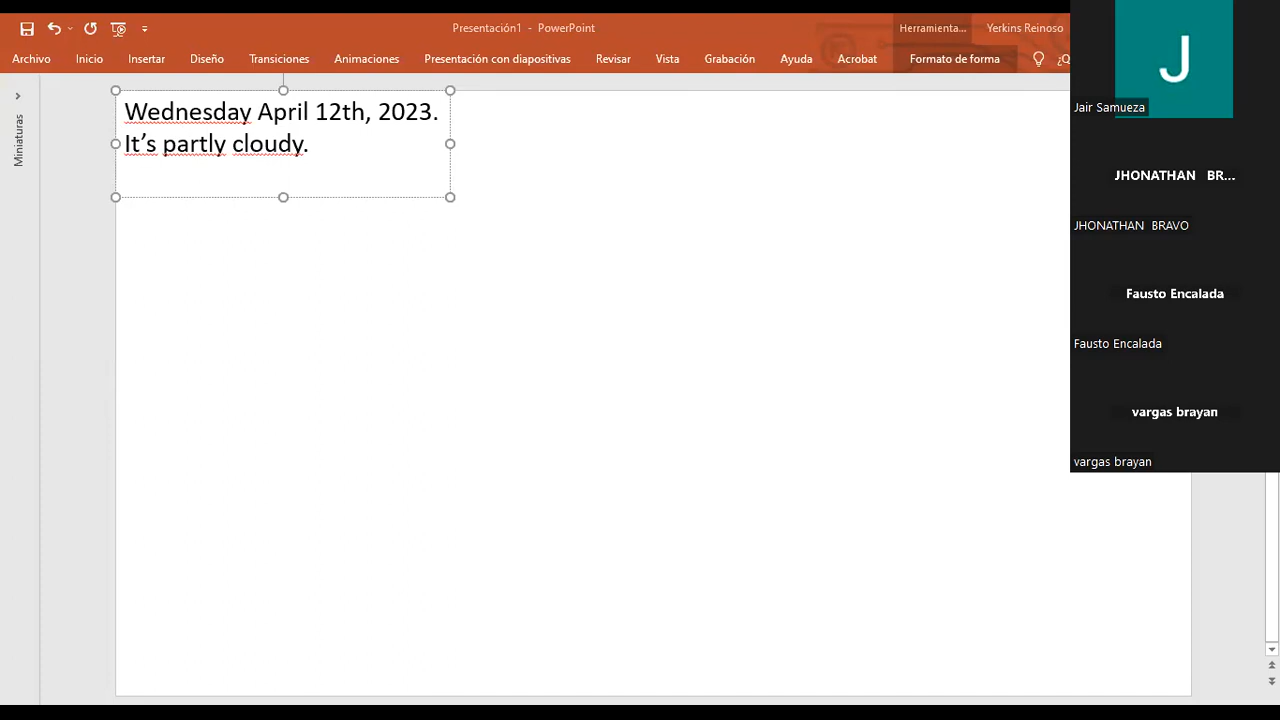 Presentación1 - PowerPoint
Herramienta...
Yerkins Reinoso
Archivo
Inicio
Insertar
Diseño
Transiciones
Animaciones
Presentación con diapositivas
Revisar
Vista
Grabación
Ayuda
Acrobat
Formato de forma
¿Q
Miniaturas
Wednesday April 12th, 2023.
It’s partly cloudy.
J
Jair Samueza
JHONATHAN BR...
JHONATHAN BRAVO
Fausto Encalada
Fausto Encalada
vargas brayan
vargas brayan